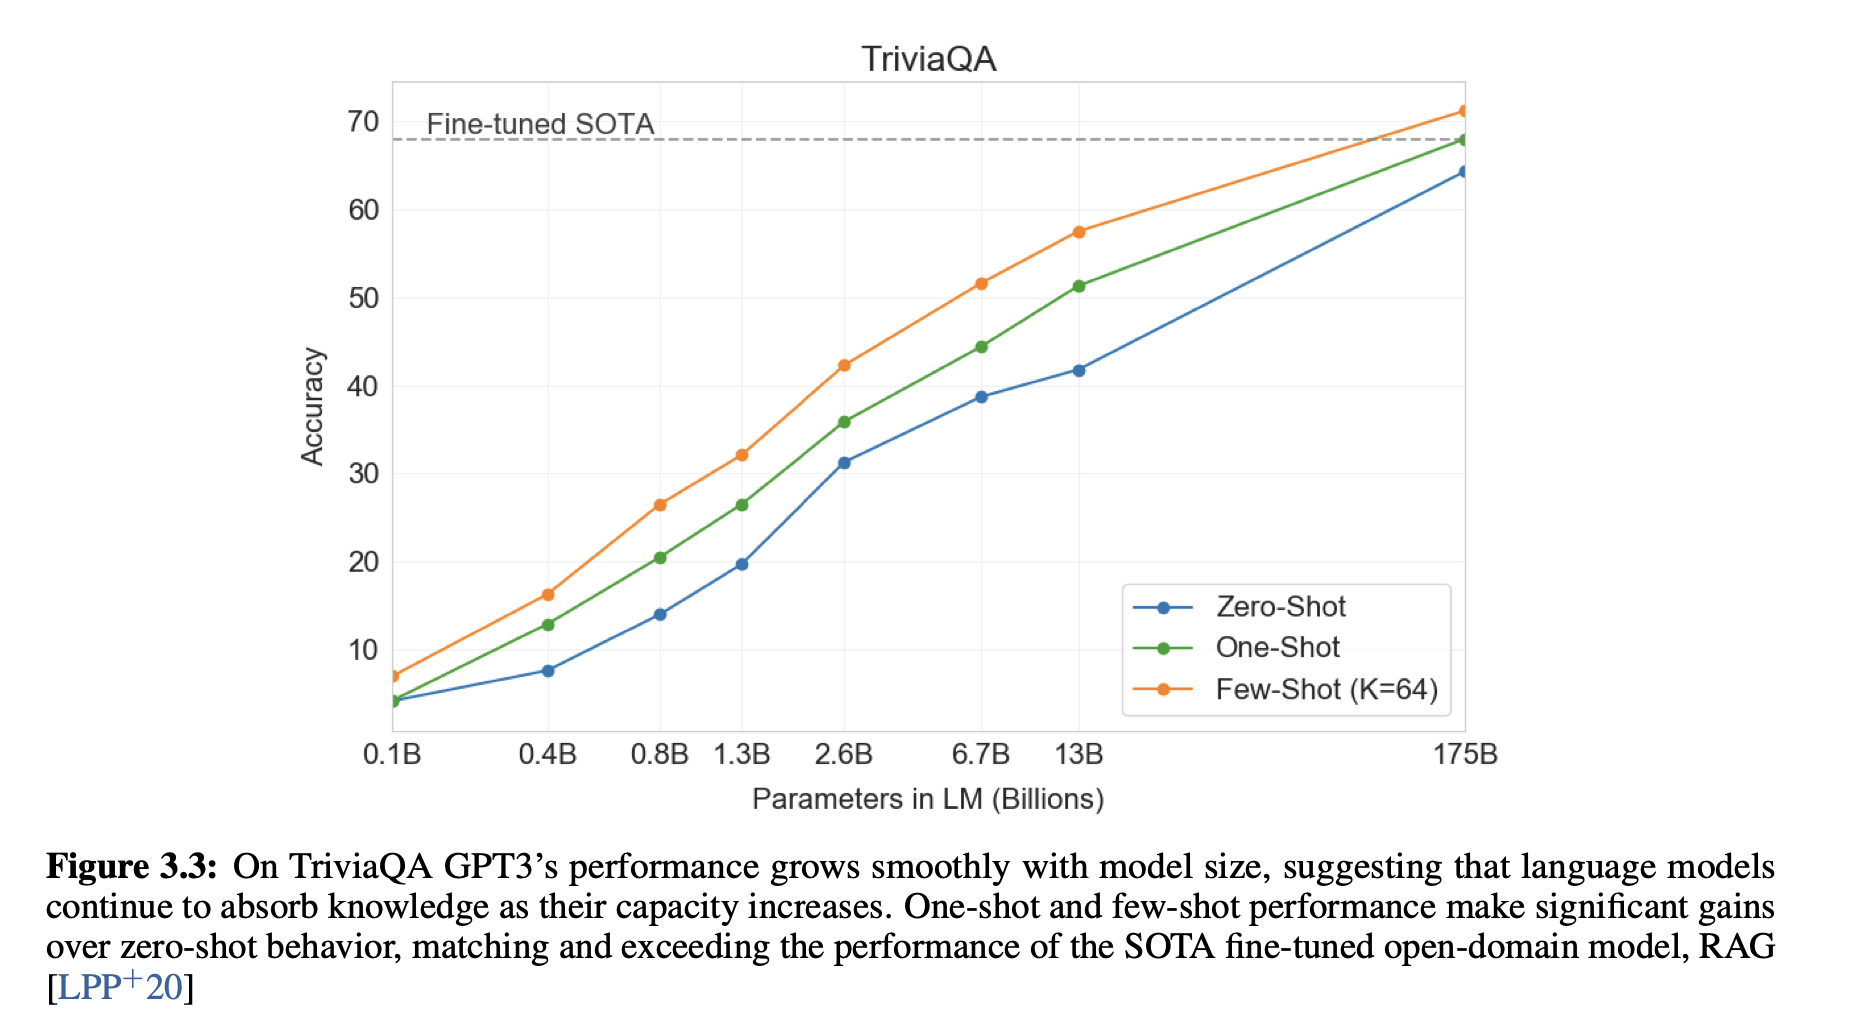 TriviaQA
Fine-tuned SOTA
70
60
50
40
30
20
10
Accuracy
Zero-Shot
One-Shot
Few-Shot (K=64)
0.1B 0.4B 0.8B 1.3B 2.6B 6.7B 13B 175B
Parameters in LM (Billions)
Figure 3.3: On TriviaQA GPT3’s performance grows smoothly with model size, suggesting that language models
continue to absorb knowledge as their capacity increases. One-shot and few-shot performance make significant gains
over zero-shot behavior, matching and exceeding the performance of the SOTA fine-tuned open-domain model, RAG
[LPP+20]